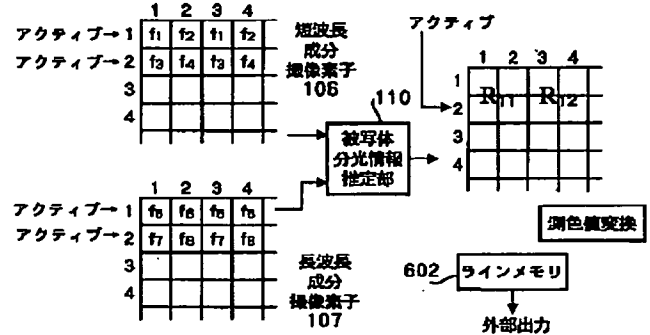 1 2 3 4
アクティブ→ 1 f1 f2 f1 f2
アクティブ→ 2 f3 f4 f3 f4
3
4
短波長
成分
撮像素子
106
1 2 3 4
アクティブ→ 1 f5 f6 f5 f6
アクティブ→ 2 f7 f8 f7 f8
3
4
長波長
成分
撮像素子
107
110
被写体
分光情報
推定部
アクティブ
1 2 3 4
1
2
3
4
R11 R12
測色値変換
602
ラインメモリ
外部出力